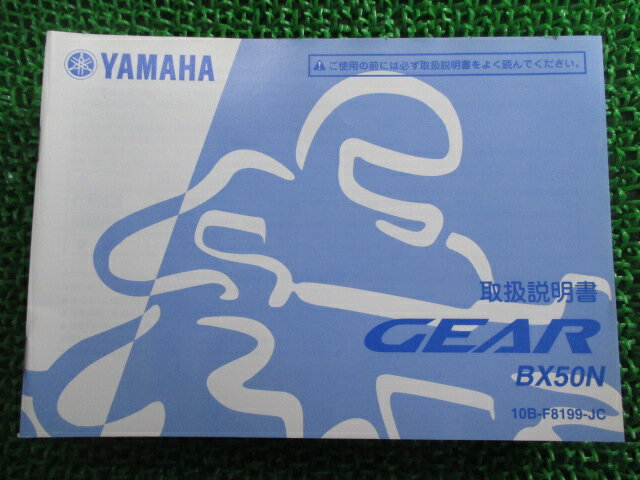 YAMAHA
⚠ご使用の前には必ず取扱説明書をよく読んでください。
取扱説明書
GEAR
BX50N
10B-F8199-JC